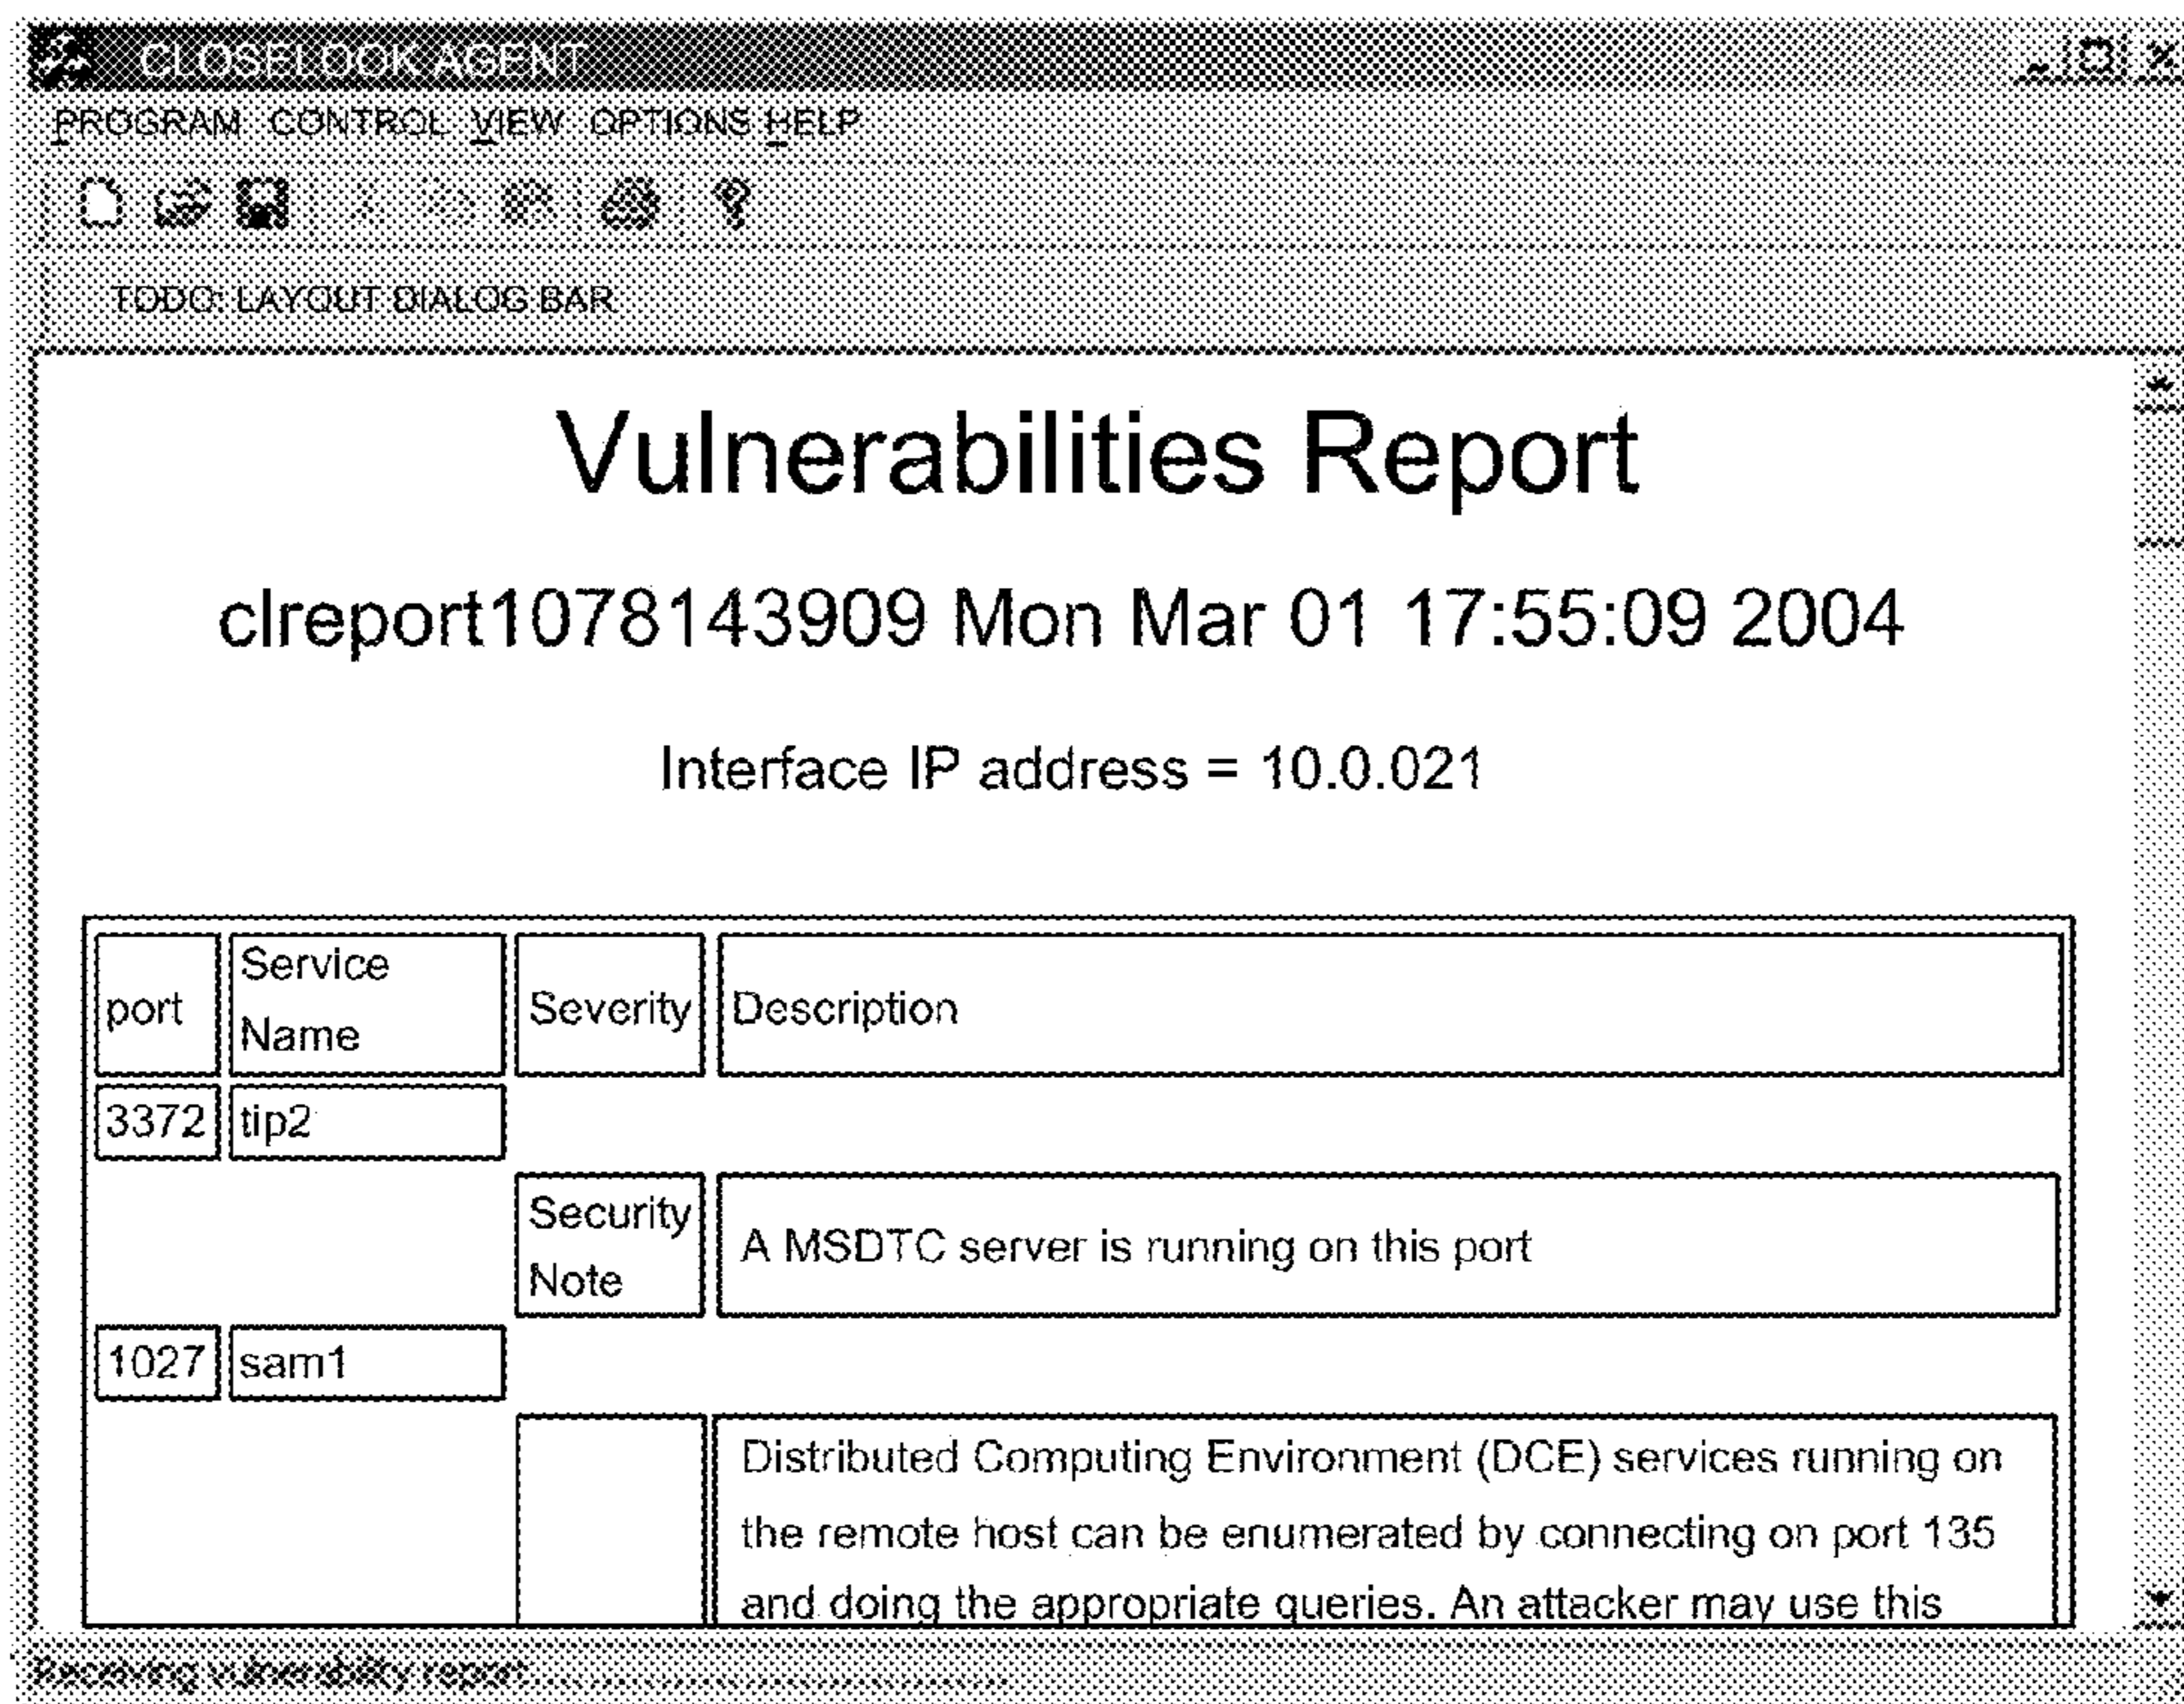 CLOSELOOK AGENT
PROGRAM CONTROL VIEW OPTIONS HELP
TODO: LAYOUT DIALOG BAR
Vulnerabilities Report
clreport1078143909 Mon Mar 01 17:55:09 2004
Interface IP address = 10.0.021
port Service Name Severity Description
3372 tip2
Security Note A MSDTC server is running on this port
1027 sam1
Distributed Computing Environment (DCE) services running on
the remote host can be enumerated by connecting on port 135
and doing the appropriate queries. An attacker may use this
Receiving vulnerability report